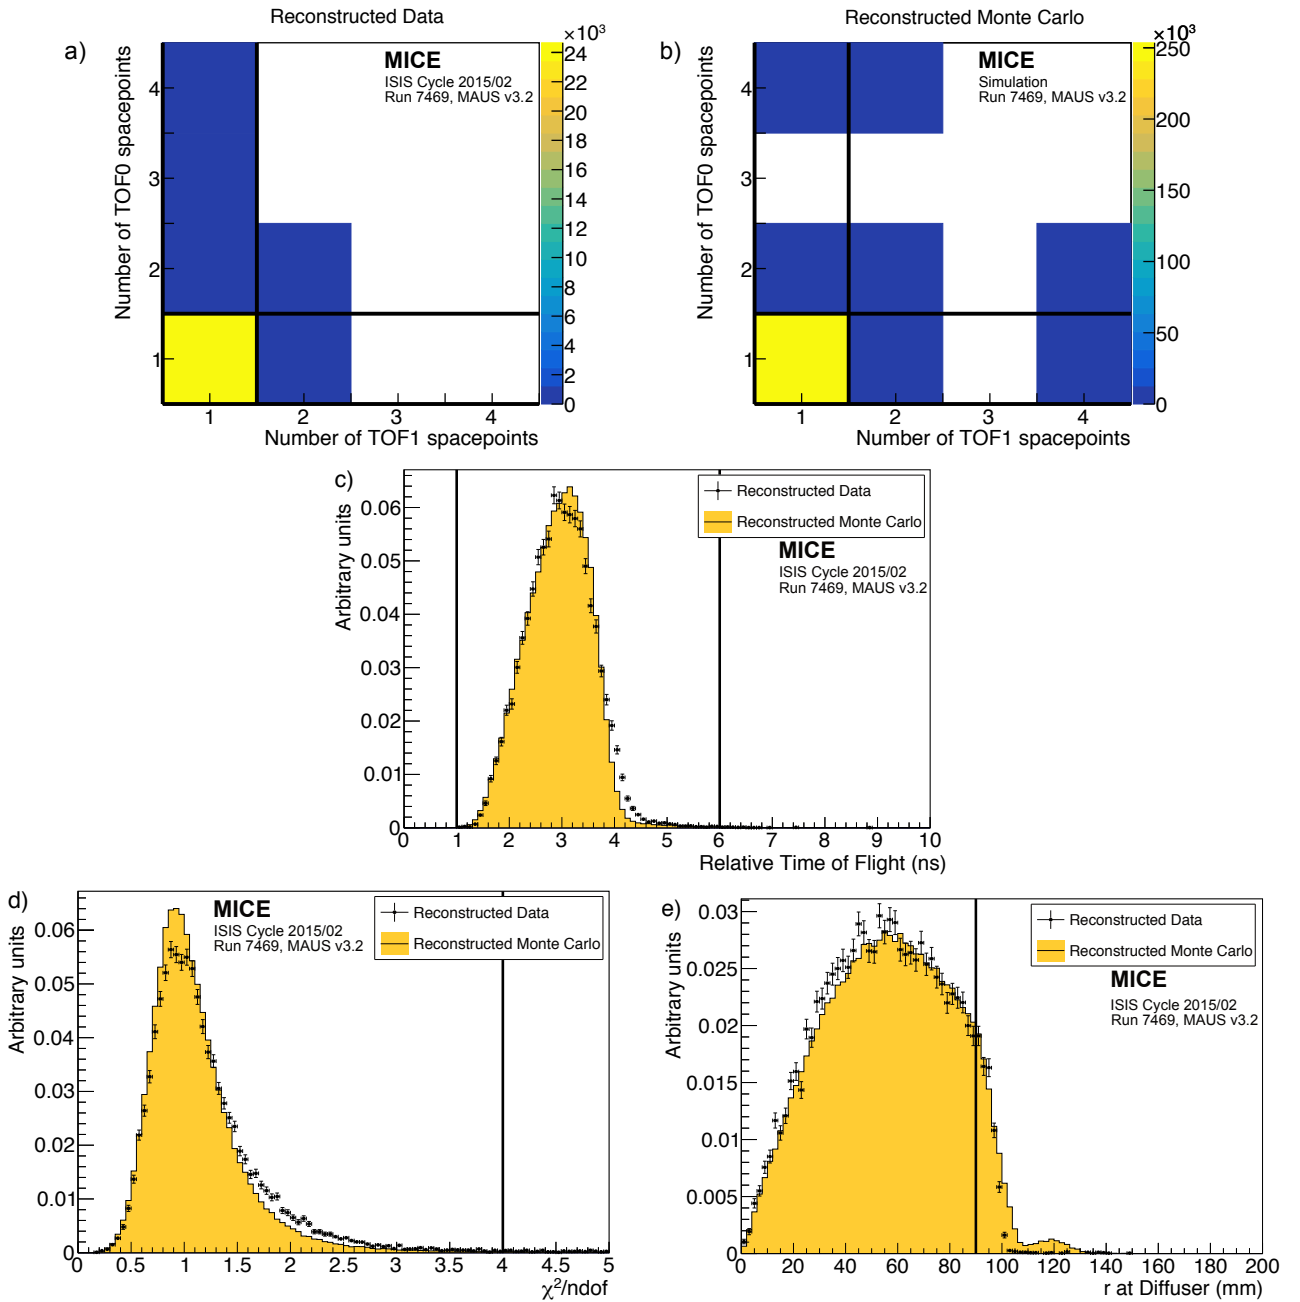 Reconstructed Data
a)
MICE
ISIS Cycle 2015/02
Run 7469, MAUS v3.2
Number of TOF0 spacepoints
4
3
2
1
1 2 3 4
Number of TOF1 spacepoints
×10³
24
22
20
18
16
14
12
10
8
6
4
2
0
Reconstructed Monte Carlo
b)
MICE
Simulation
Run 7469, MAUS v3.2
Number of TOF0 spacepoints
4
3
2
1
1 2 3 4
Number of TOF1 spacepoints
×10³
250
200
150
100
50
0
c)
Arbitrary units
0.06
0.05
0.04
0.03
0.02
0.01
0
0 1 2 3 4 5 6 7 8 9 10
Relative Time of Flight (ns)
Reconstructed Data
Reconstructed Monte Carlo
MICE
ISIS Cycle 2015/02
Run 7469, MAUS v3.2
d)
Arbitrary units
0.06
0.05
0.04
0.03
0.02
0.01
0
0 0.5 1 1.5 2 2.5 3 3.5 4 4.5 5
χ²/ndof
MICE
ISIS Cycle 2015/02
Run 7469, MAUS v3.2
Reconstructed Data
Reconstructed Monte Carlo
e)
Arbitrary units
0.03
0.025
0.02
0.015
0.01
0.005
0
0 20 40 60 80 100 120 140 160 180 200
r at Diffuser (mm)
Reconstructed Data
Reconstructed Monte Carlo
MICE
ISIS Cycle 2015/02
Run 7469, MAUS v3.2